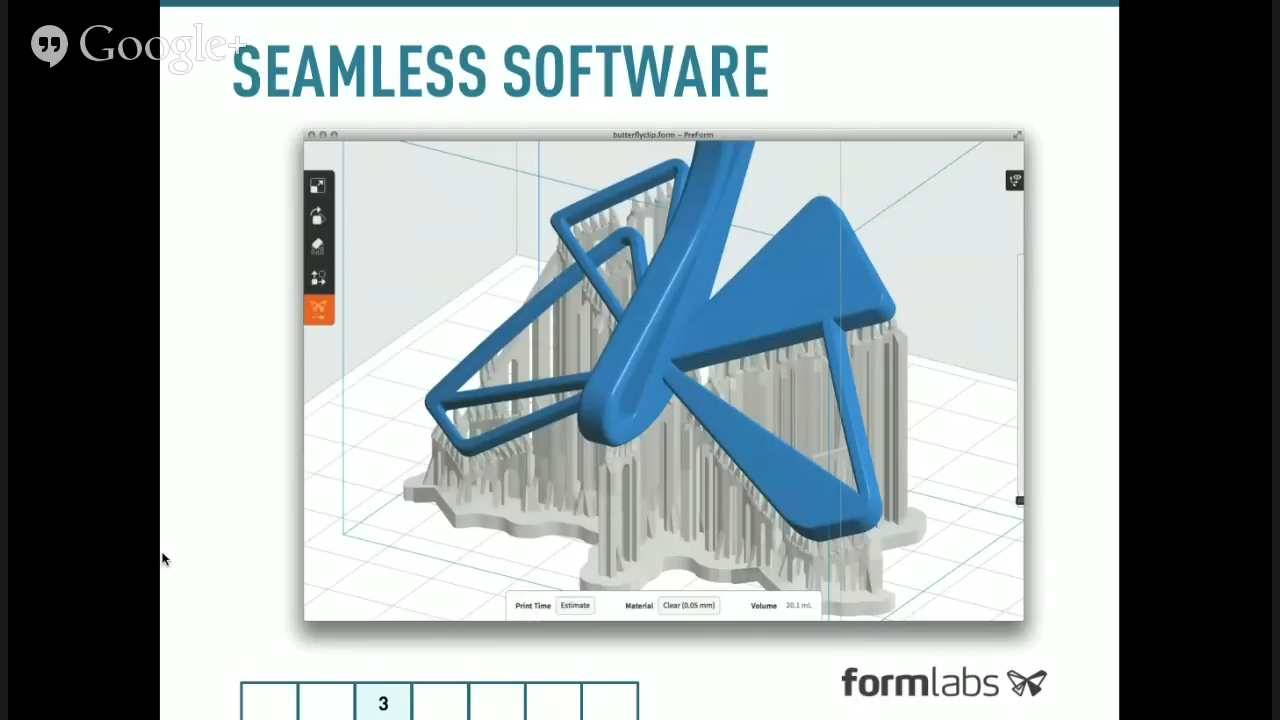 Google+
SEAMLESS SOFTWARE
butterflyclip.form – PreForm
Print Time Estimate Material Clear (0.05 mm) Volume 20.1 mL
formlabs
3